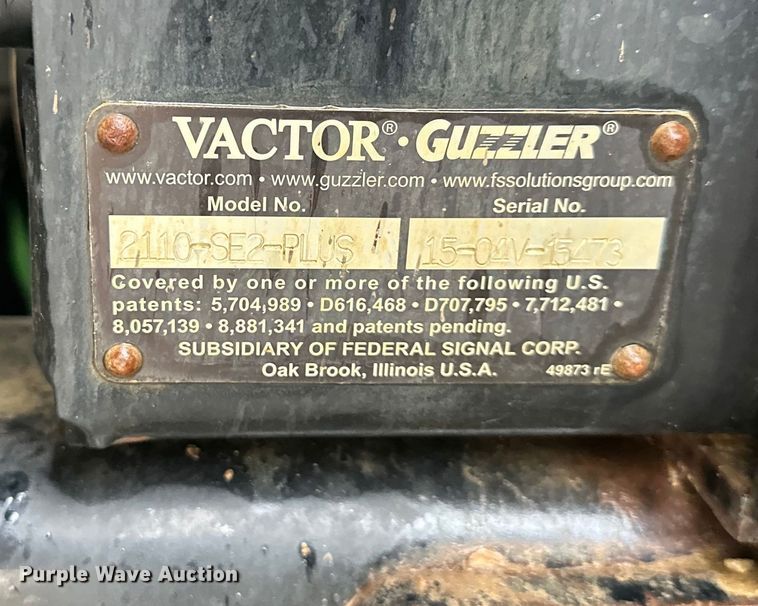 VACTOR® · GUZZLER®
www.vactor.com • www.guzzler.com • www.fssolutionsgroup.com
Model No. Serial No.
2110-SE2-PLUS 15-04V-15473
Covered by one or more of the following U.S.
patents: 5,704,989 • D616,468 • D707,795 • 7,712,481 •
8,057,139 • 8,881,341 and patents pending.
SUBSIDIARY OF FEDERAL SIGNAL CORP.
Oak Brook, Illinois U.S.A. 49873 rE
Purple Wave Auction